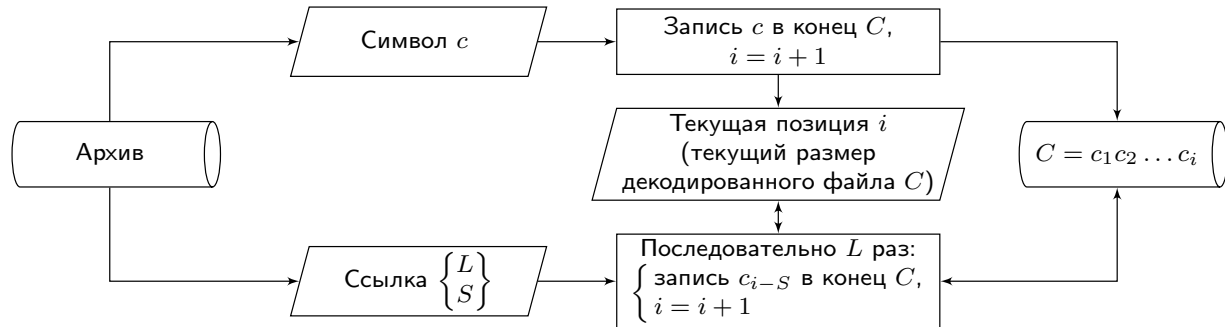 Символ c
Запись c в конец C,
i = i + 1
Архив
Текущая позиция i
(текущий размер
декодированного файла C)
C = c₁c₂ … cᵢ
Ссылка {L
S}
Последовательно L раз:
{ запись c_{i−S} в конец C,
i = i + 1